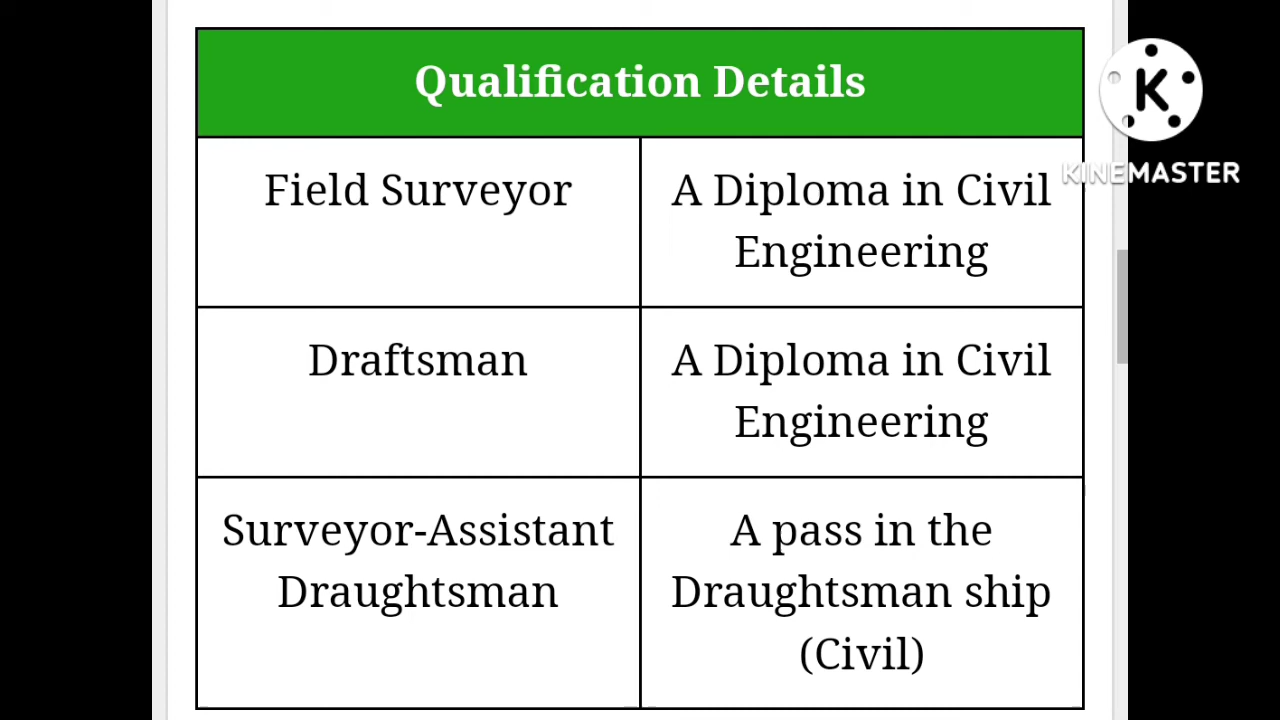 Qualification Details
K
KINEMASTER
Field Surveyor
A Diploma in Civil
Engineering
Draftsman
A Diploma in Civil
Engineering
Surveyor-Assistant
Draughtsman
A pass in the
Draughtsman ship
(Civil)